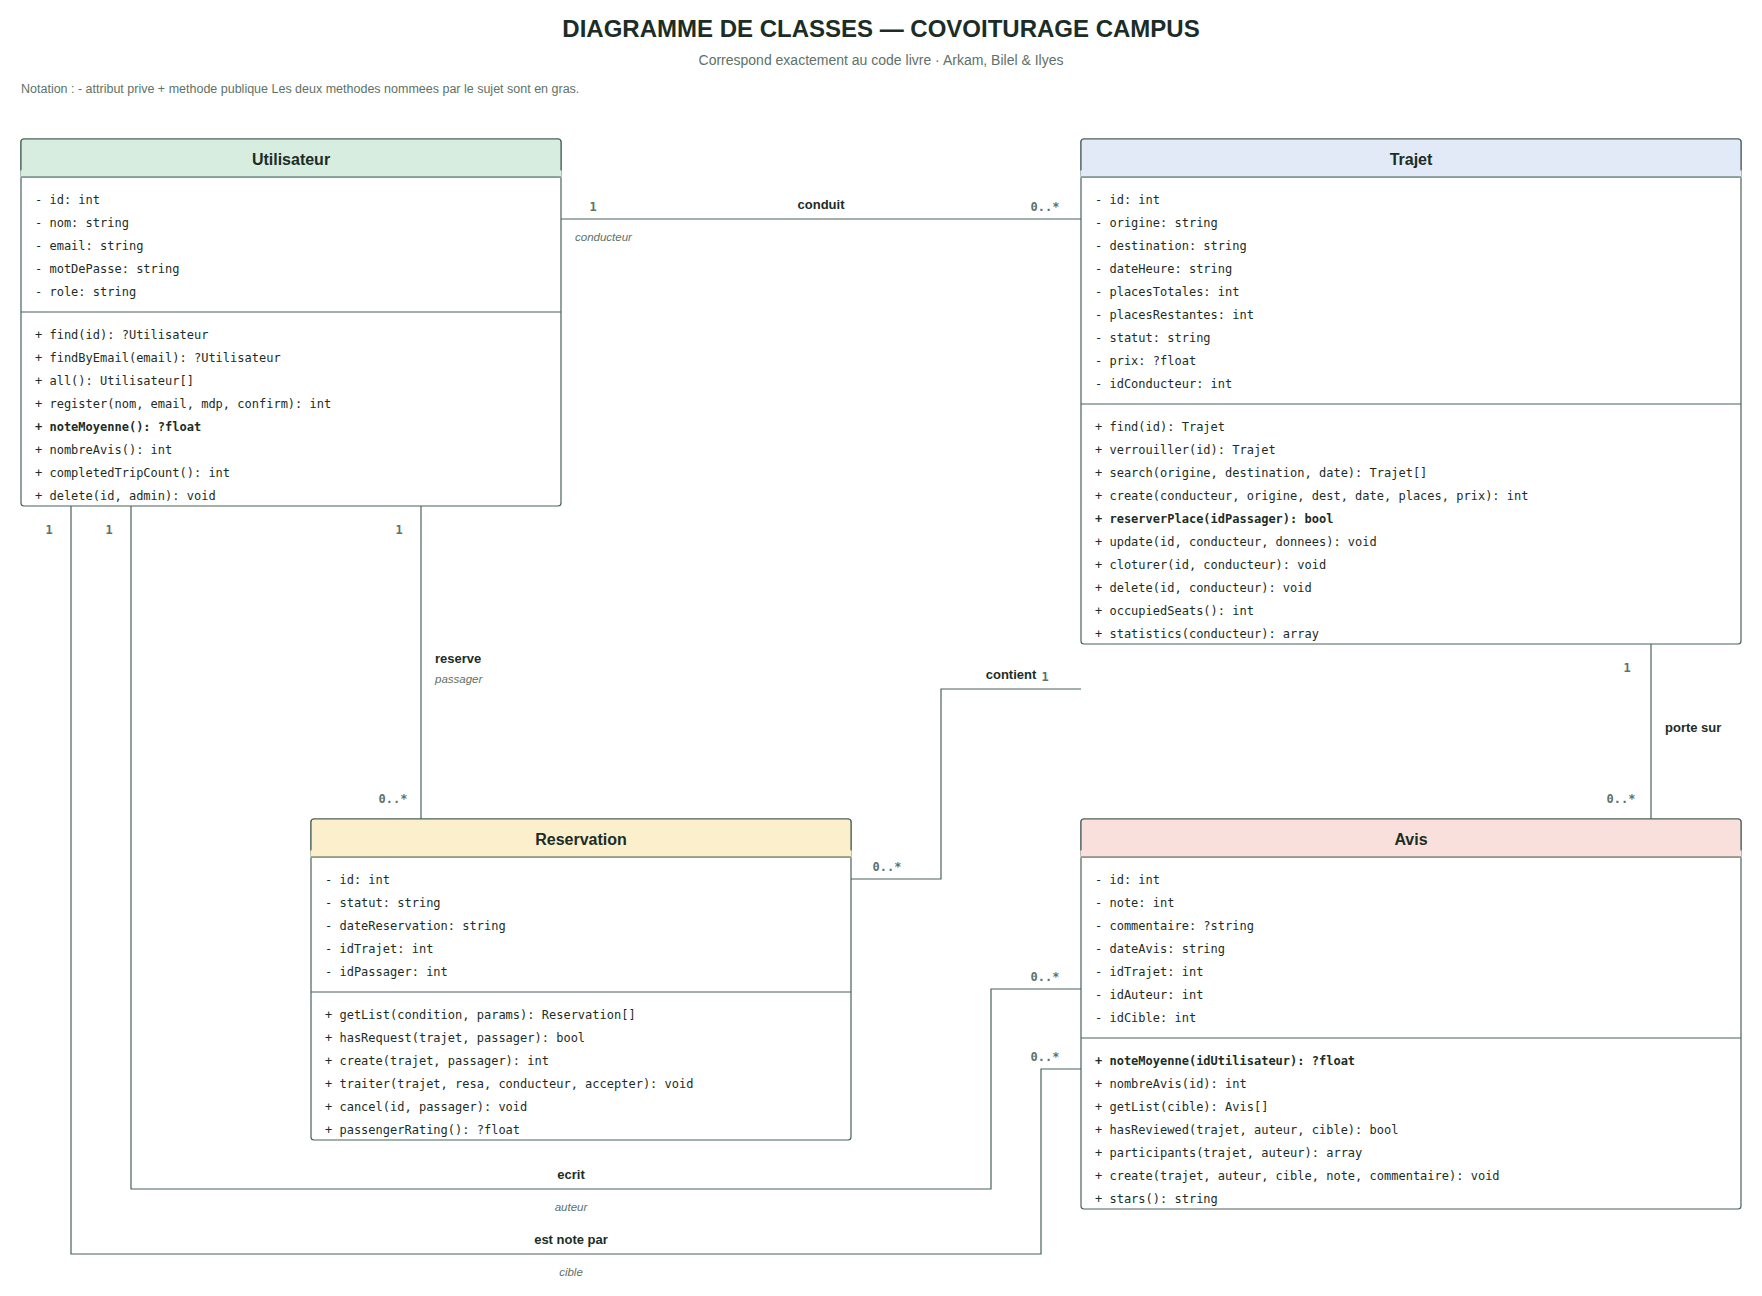 DIAGRAMME DE CLASSES — COVOITURAGE CAMPUS
Correspond exactement au code livre · Arkam, Bilel & Ilyes
Notation : - attribut prive + methode publique Les deux methodes nommees par le sujet sont en gras.
Utilisateur
- id: int
- nom: string
- email: string
- motDePasse: string
- role: string
+ find(id): ?Utilisateur
+ findByEmail(email): ?Utilisateur
+ all(): Utilisateur[]
+ register(nom, email, mdp, confirm): int
+ noteMoyenne(): ?float
+ nombreAvis(): int
+ completedTripCount(): int
+ delete(id, admin): void
1
conduit
0..*
conducteur
Trajet
- id: int
- origine: string
- destination: string
- dateHeure: string
- placesTotales: int
- placesRestantes: int
- statut: string
- prix: ?float
- idConducteur: int
+ find(id): Trajet
+ verrouiller(id): Trajet
+ search(origine, destination, date): Trajet[]
+ create(conducteur, origine, dest, date, places, prix): int
+ reserverPlace(idPassager): bool
+ update(id, conducteur, donnees): void
+ cloturer(id, conducteur): void
+ delete(id, conducteur): void
+ occupiedSeats(): int
+ statistics(conducteur): array
1
1
1
reserve
passager
0..*
contient
1
0..*
1
porte sur
0..*
Reservation
- id: int
- statut: string
- dateReservation: string
- idTrajet: int
- idPassager: int
+ getList(condition, params): Reservation[]
+ hasRequest(trajet, passager): bool
+ create(trajet, passager): int
+ traiter(trajet, resa, conducteur, accepter): void
+ cancel(id, passager): void
+ passengerRating(): ?float
Avis
- id: int
- note: int
- commentaire: ?string
- dateAvis: string
- idTrajet: int
- idAuteur: int
- idCible: int
+ noteMoyenne(idUtilisateur): ?float
+ nombreAvis(id): int
+ getList(cible): Avis[]
+ hasReviewed(trajet, auteur, cible): bool
+ participants(trajet, auteur): array
+ create(trajet, auteur, cible, note, commentaire): void
+ stars(): string
0..*
0..*
ecrit
auteur
est note par
cible